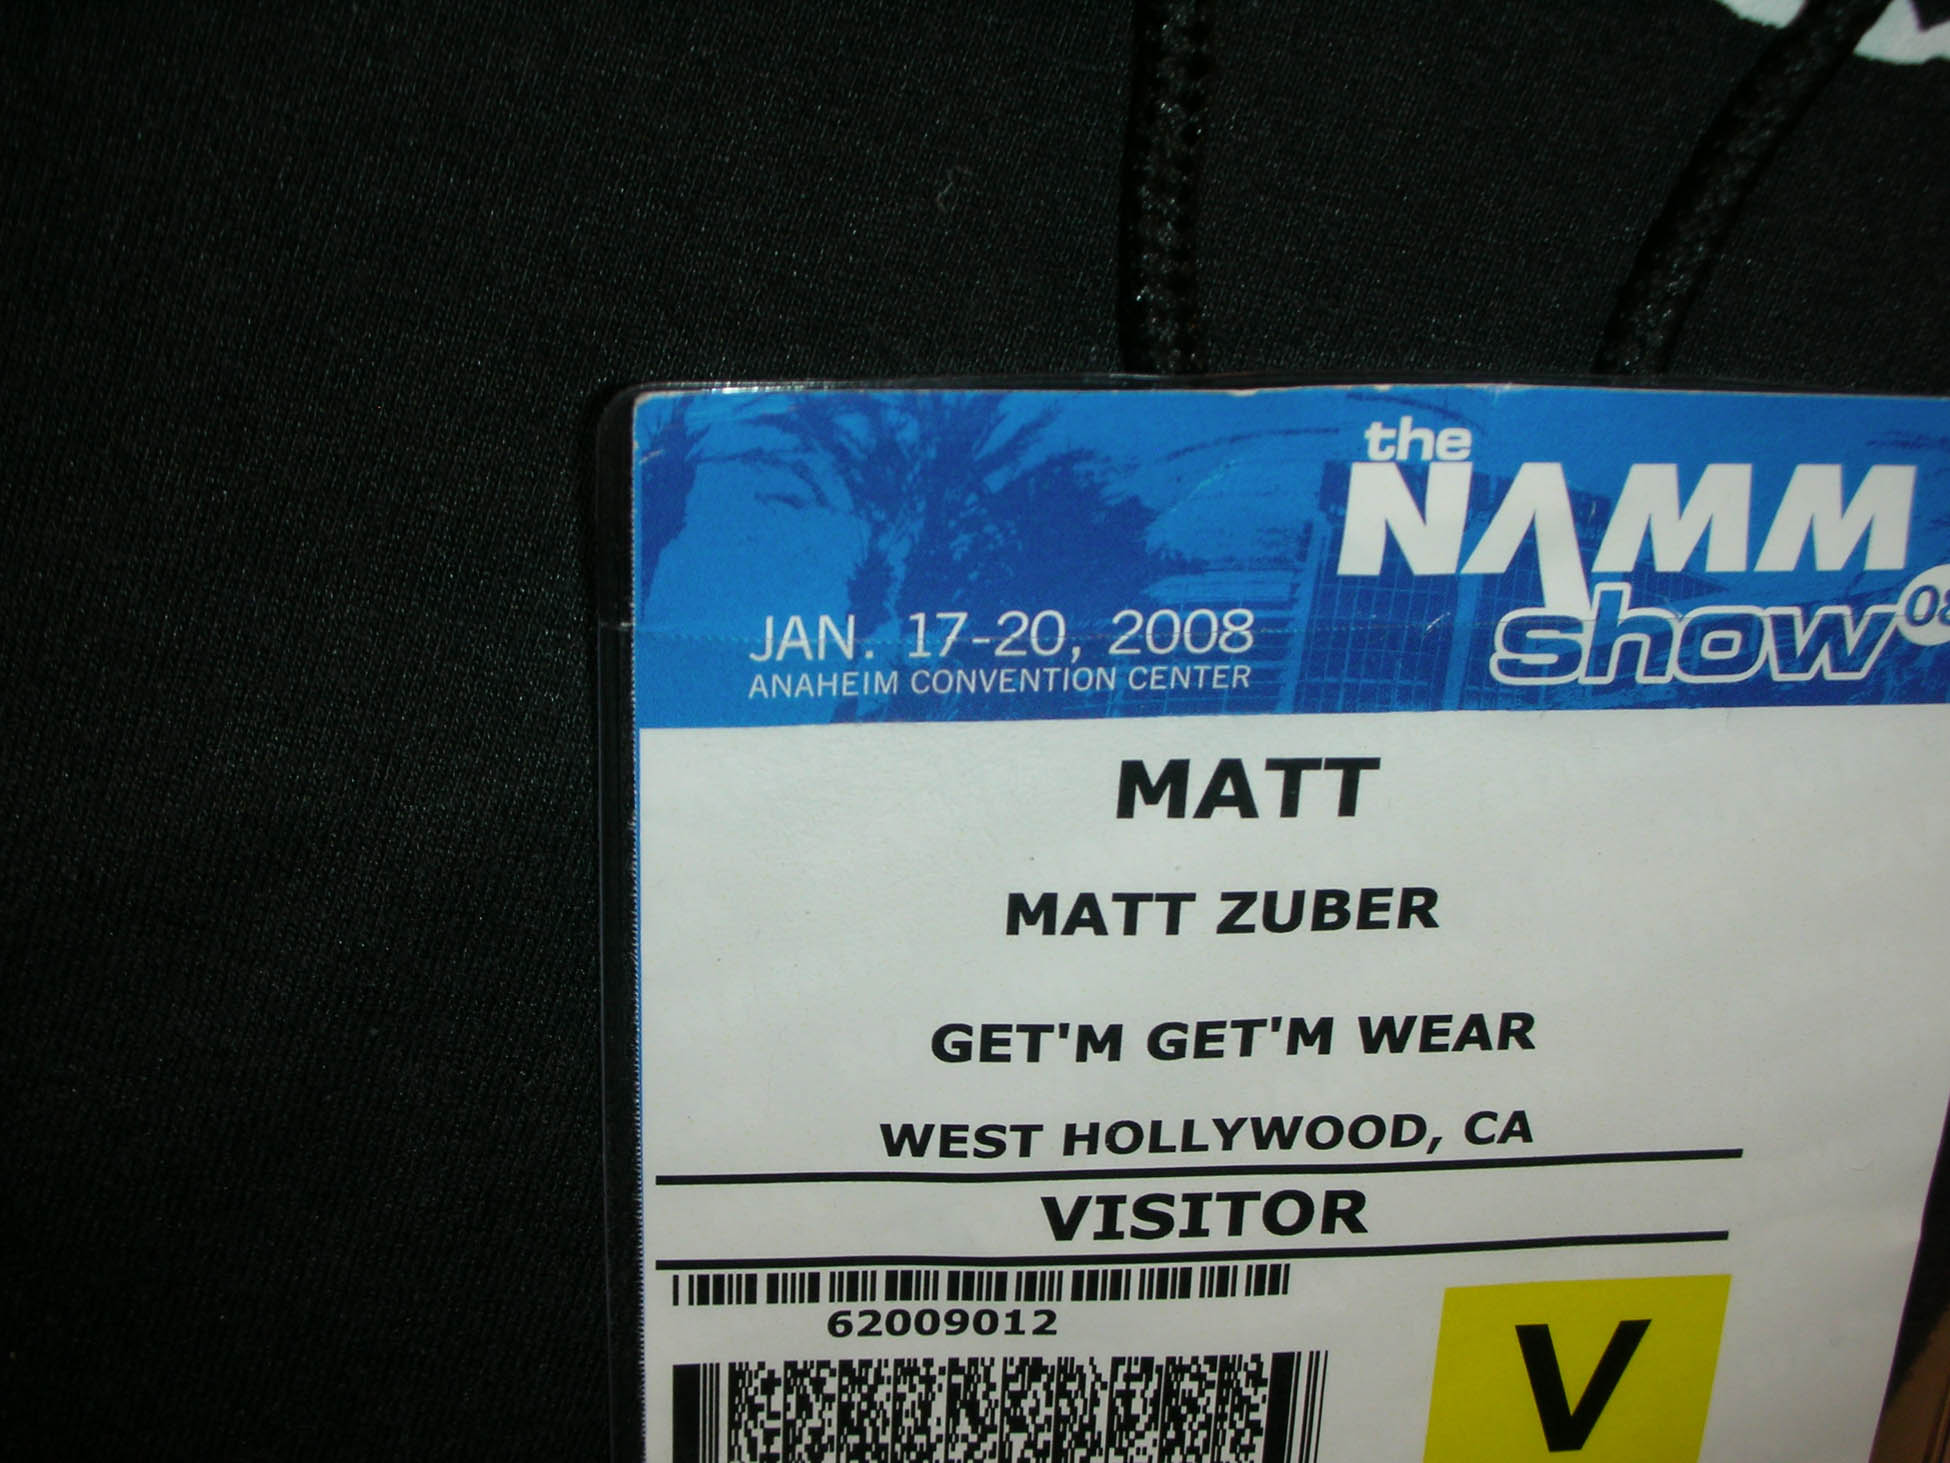 the
NAMM
show 08
JAN. 17-20, 2008
ANAHEIM CONVENTION CENTER
MATT
MATT ZUBER
GET'M GET'M WEAR
WEST HOLLYWOOD, CA
VISITOR
62009012
V